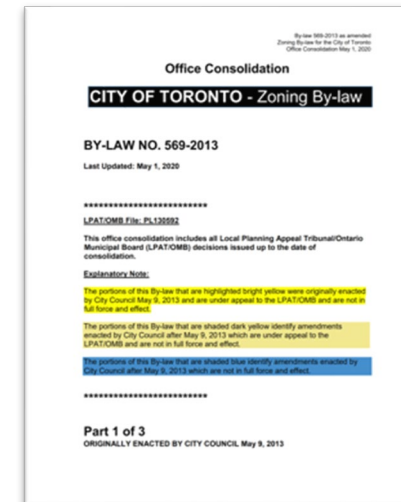 By-law 569-2013 as amended
Zoning By-law for the City of Toronto
Office Consolidation May 1, 2020
Office Consolidation
CITY OF TORONTO - Zoning By-law
BY-LAW NO. 569-2013
Last Updated: May 1, 2020
**************************
LPAT/OMB File: PL130592
This office consolidation includes all Local Planning Appeal Tribunal/Ontario
Municipal Board (LPAT/OMB) decisions issued up to the date of
consolidation.
Explanatory Note:
The portions of this By-law that are highlighted bright yellow were originally enacted
by City Council May 9, 2013 and are under appeal to the LPAT/OMB and are not in
full force and effect.
The portions of this By-law that are shaded dark yellow identify amendments
enacted by City Council after May 9, 2013 which are under appeal to the
LPAT/OMB and are not in full force and effect.
The portions of this By-law that are shaded blue identify amendments enacted by
City Council after May 9, 2013 which are not in full force and effect.
**************************
Part 1 of 3
ORIGINALLY ENACTED BY CITY COUNCIL May 9, 2013